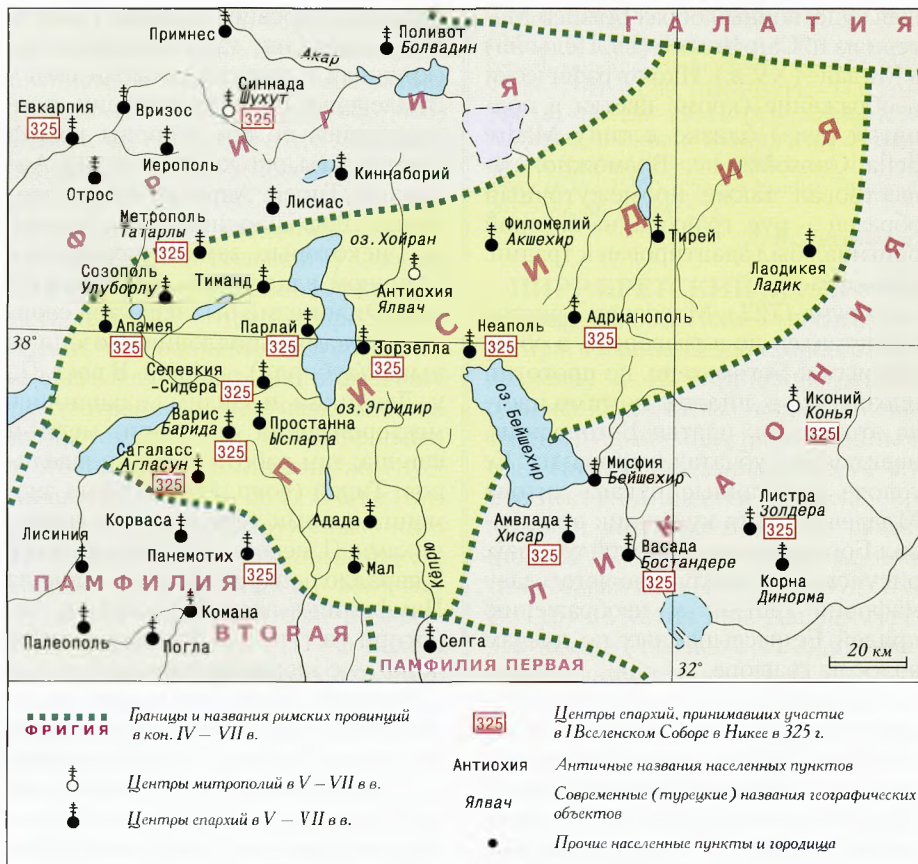 ГАЛАТИЯ
Примнес
Поливот
Болвадин
Акар
Синнада
Шухут
325
Евкарпия
325
Вризос
Иерополь
Отрос
ФРИГИЯ
Киннаборий
Лисиас
Метрополь
Татарлы
325
оз. Хойран
Филомелий
Акшехир
Тирей
Лаодикея
Ладик
Созополь
Улуборлу
Тиманд
Антиохия
Ялвач
ПИСИДИЯ
38°
Апамея
325
Парлай
325
Зорзелла
325
Неаполь
325
Адрианополь
325
Селевкия
-Сидера
325
оз. Эгридир
оз. Бейшехир
Иконий
Конья
325
Варис
Барида
325
Простанна
Ыспарта
Сагаласс
Агласун
325
Мисфия
Бейшехир
ЛИКАОНИЯ
Листра
Золдера
325
Корваса
Адада
Амвлада
Хисар
325
Васада
Бостандере
325
Лисиния
Панемотих
325
Мал
Кёпрю
Корна
Динорма
ПАМФИЛИЯ
ВТОРАЯ
Комана
Палеополь
Погла
Селге
ПАМФИЛИЯ ПЕРВАЯ
32°
20 км
ФРИГИЯ
Границы и названия римских провинций
в кон. IV – VII в.
Центры митрополий в V – VII в в.
Центры епархий в V – VII в в.
325
Центры епархий, принимавших участие
в I Вселенском Соборе в Никее в 325 г.
Антиохия
Античные названия населенных пунктов
Ялвач
Современные (турецкие) названия географических
объектов
Прочие населенные пункты и городища